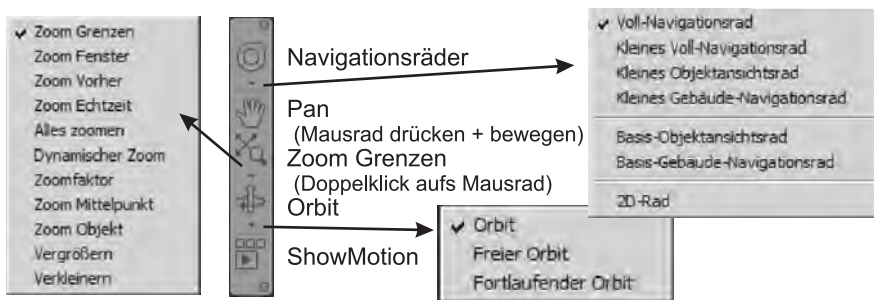 Zoom Grenzen
Zoom Fenster
Zoom Vorher
Zoom Echtzeit
Alles zoomen
Dynamischer Zoom
Zoomfaktor
Zoom Mittelpunkt
Zoom Objekt
Vergrößern
Verkleinern
Navigationsräder
Pan
(Mausrad drücken + bewegen)
Zoom Grenzen
(Doppelklick aufs Mausrad)
Orbit
ShowMotion
Voll-Navigationsrad
Kleines Voll-Navigationsrad
Kleines Objektansichtsrad
Kleines Gebäude-Navigationsrad
Basis-Objektansichtsrad
Basis-Gebäude-Navigationsrad
2D-Rad
Orbit
Freier Orbit
Fortlaufender Orbit